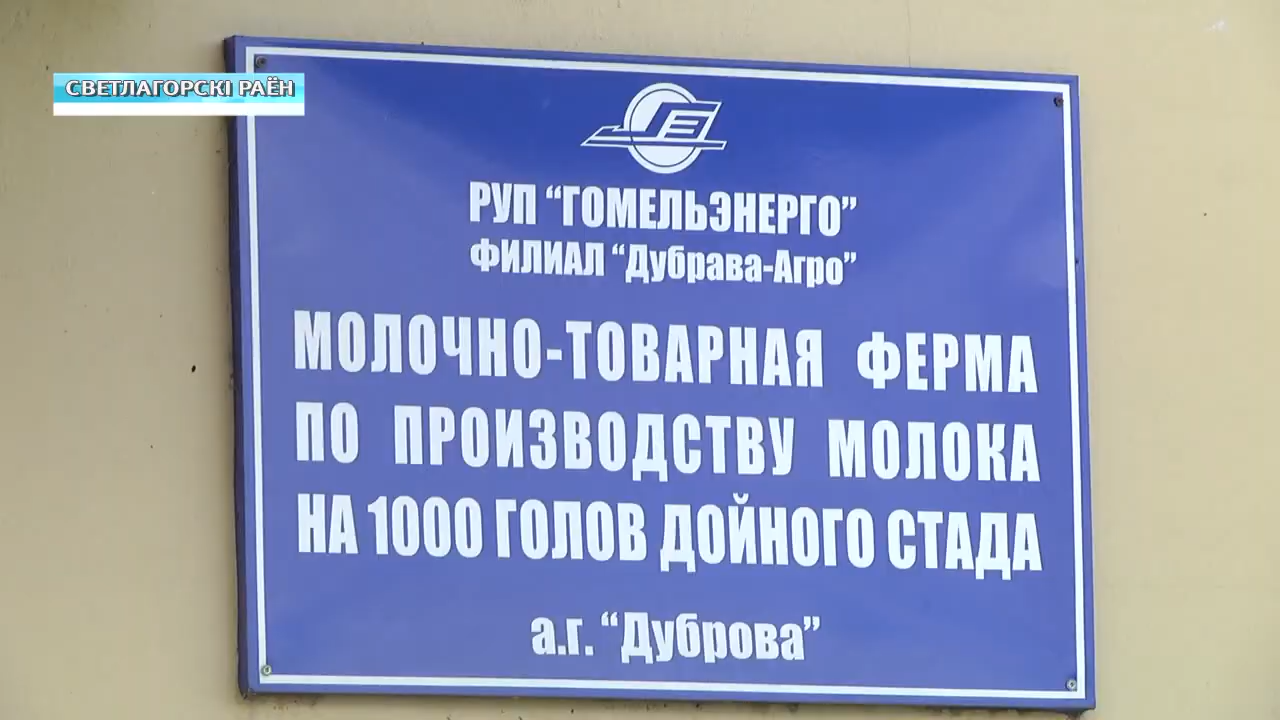 СВЕТЛАГОРСКІ РАЁН
РУП “ГОМЕЛЬЭНЕРГО”
ФИЛИАЛ “Дубрава-Агро”
МОЛОЧНО-ТОВАРНАЯ ФЕРМА
ПО ПРОИЗВОДСТВУ МОЛОКА
НА 1000 ГОЛОВ ДОЙНОГО СТАДА
а.г. “Дуброва”